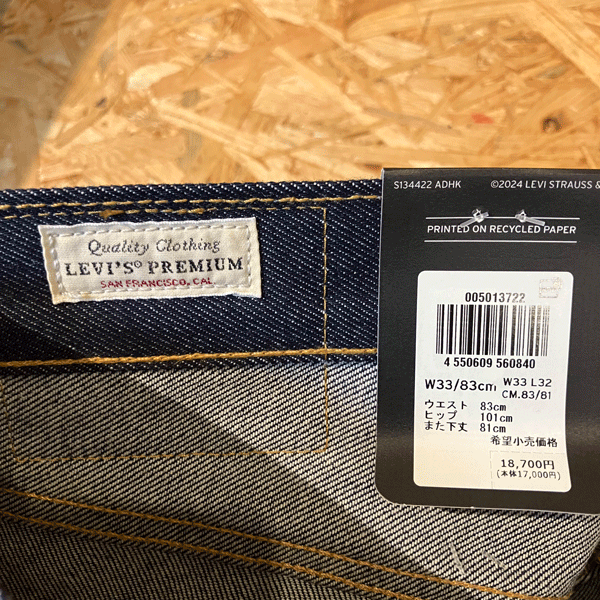 Quality Clothing
LEVI'S® PREMIUM
SAN FRANCISCO, CAL
S134422 ADHK ©2024 LEVI STRAUSS &
PRINTED ON RECYCLED PAPER
005013722
4 550609 560840
W33/83cm W33 L32
CM.83/81
ウエスト 83cm
ヒップ 101cm
また下丈 81cm
希望小売価格
18,700円
(本体17,000円)